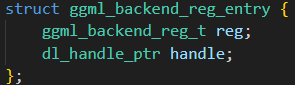 struct ggml_backend_reg_entry {
    ggml_backend_reg_t reg;
    dl_handle_ptr handle;
};